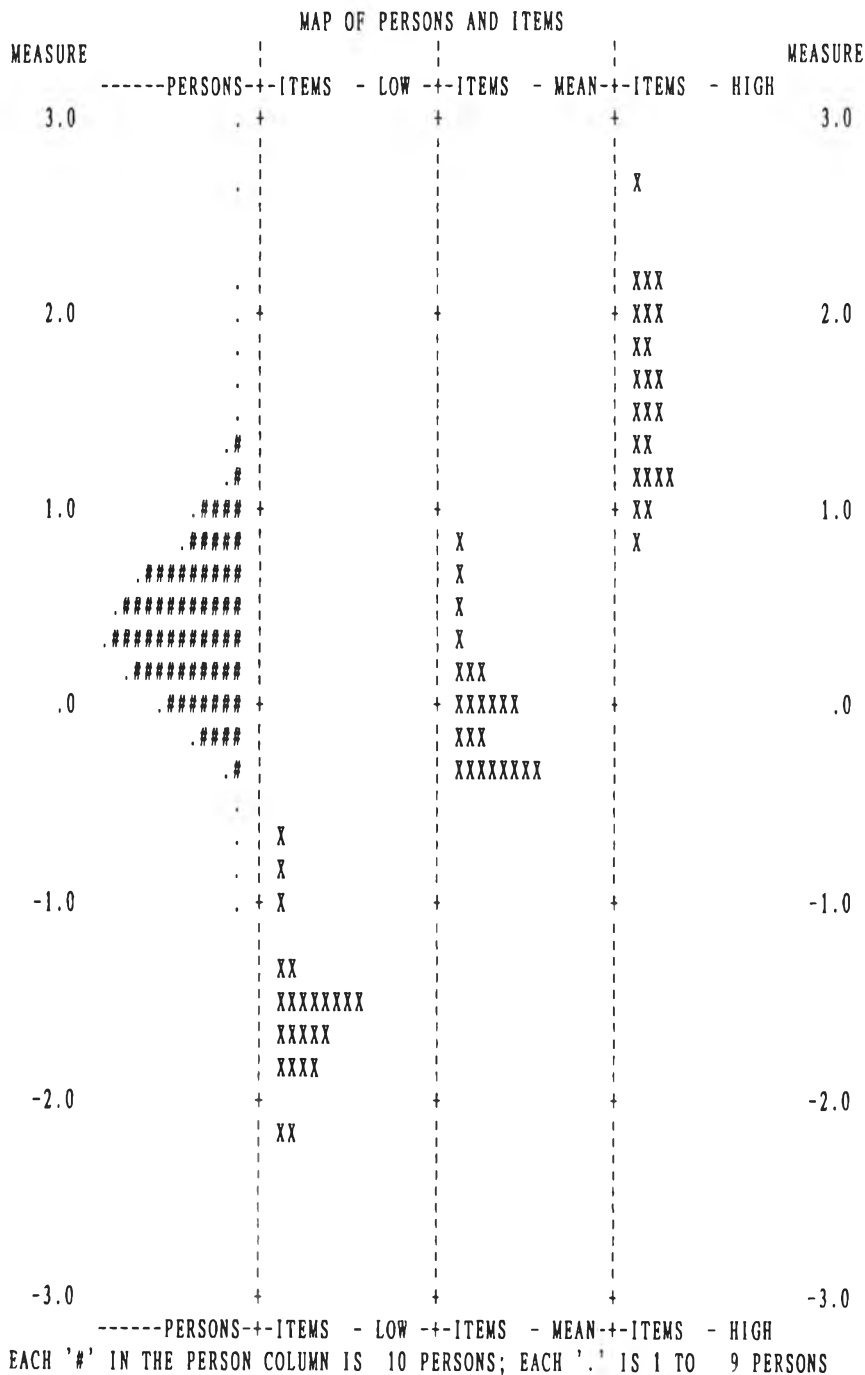 MAP OF PERSONS AND ITEMS
MEASURE | | | MEASURE
------PERSONS-+-ITEMS - LOW -+-ITEMS - MEAN-+-ITEMS - HIGH
3.0 . + + + 3.0
. | | | X
. | | | XXX
2.0 . + + + XXX 2.0
. | | | XX
. | | | XXX
. | | | XXX
.# | | | XX
.# | | | XXXX
1.0 .#### + + + XX 1.0
.##### | | X | X
.######### | | X |
.########### | | X |
.############ | | X |
.########## | | XXX |
.0 .####### + + XXXXXX + .0
.#### | | XXX |
.# | | XXXXXXXX |
. | | |
. | X | |
. | X | |
-1.0 . + X + + -1.0
| XX | |
| XXXXXXXX | |
| XXXXX | |
| XXXX | |
-2.0 + + + -2.0
| XX | |
-3.0 + + + -3.0
------PERSONS-+-ITEMS - LOW -+-ITEMS - MEAN-+-ITEMS - HIGH
EACH '#' IN THE PERSON COLUMN IS 10 PERSONS; EACH '.' IS 1 TO 9 PERSONS